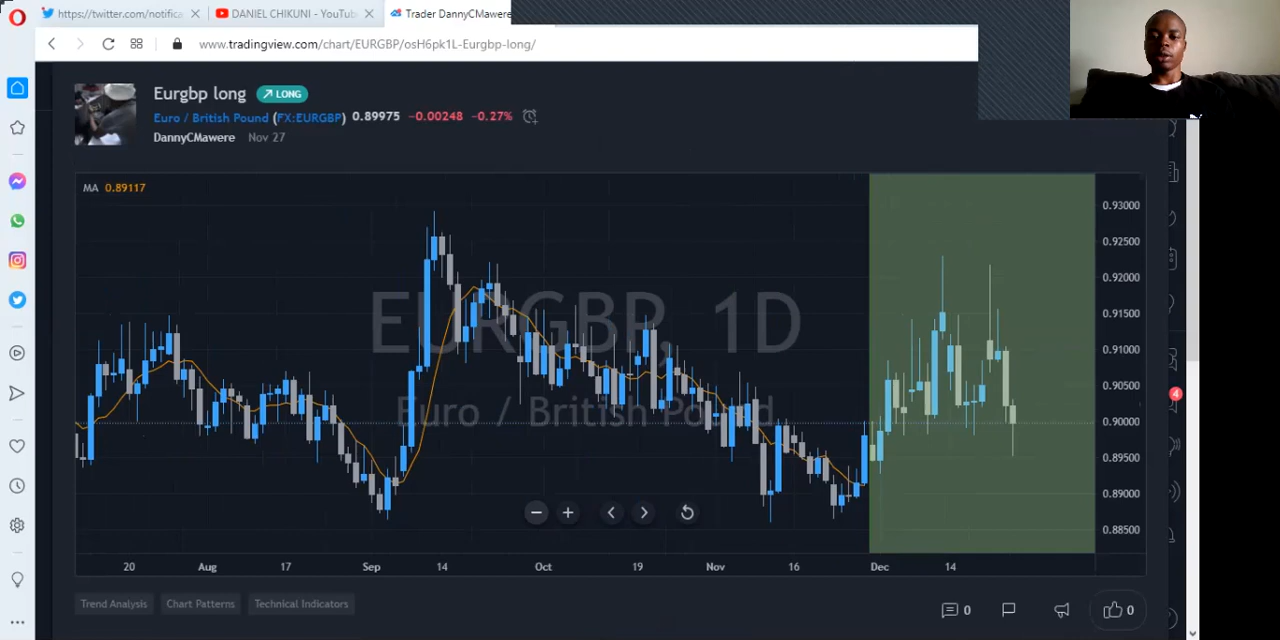 https://twitter.com/notifica
DANIEL CHIKUNI - YouTub
Trader DannyCMawere
www.tradingview.com/chart/EURGBP/osH6pk1L-Eurgbp-long/
Eurgbp long
LONG
Euro / British Pound (FX:EURGBP) 0.89975 −0.00248 −0.27%
DannyCMawere Nov 27
MA 0.89117
EURGBP, 1D
Euro / British Pound
0.93000
0.92500
0.92000
0.91500
0.91000
0.90500
0.90000
0.89500
0.89000
0.88500
4
20 Aug 17 Sep 14 Oct 19 Nov 16 Dec 14
Trend Analysis Chart Patterns Technical Indicators
0
0